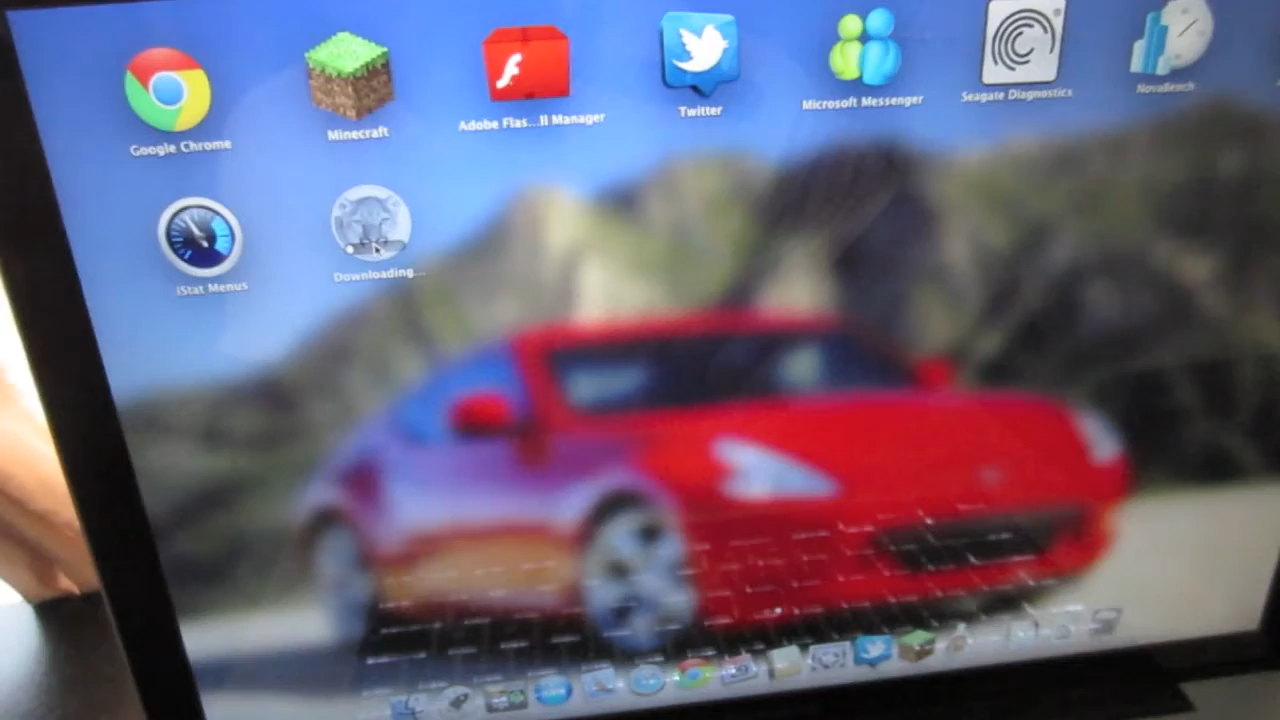 Google Chrome
Minecraft
Adobe Flas...ll Manager
Twitter
Microsoft Messenger
Seagate Diagnostics
NovaBench
iStat Menus
Downloading...